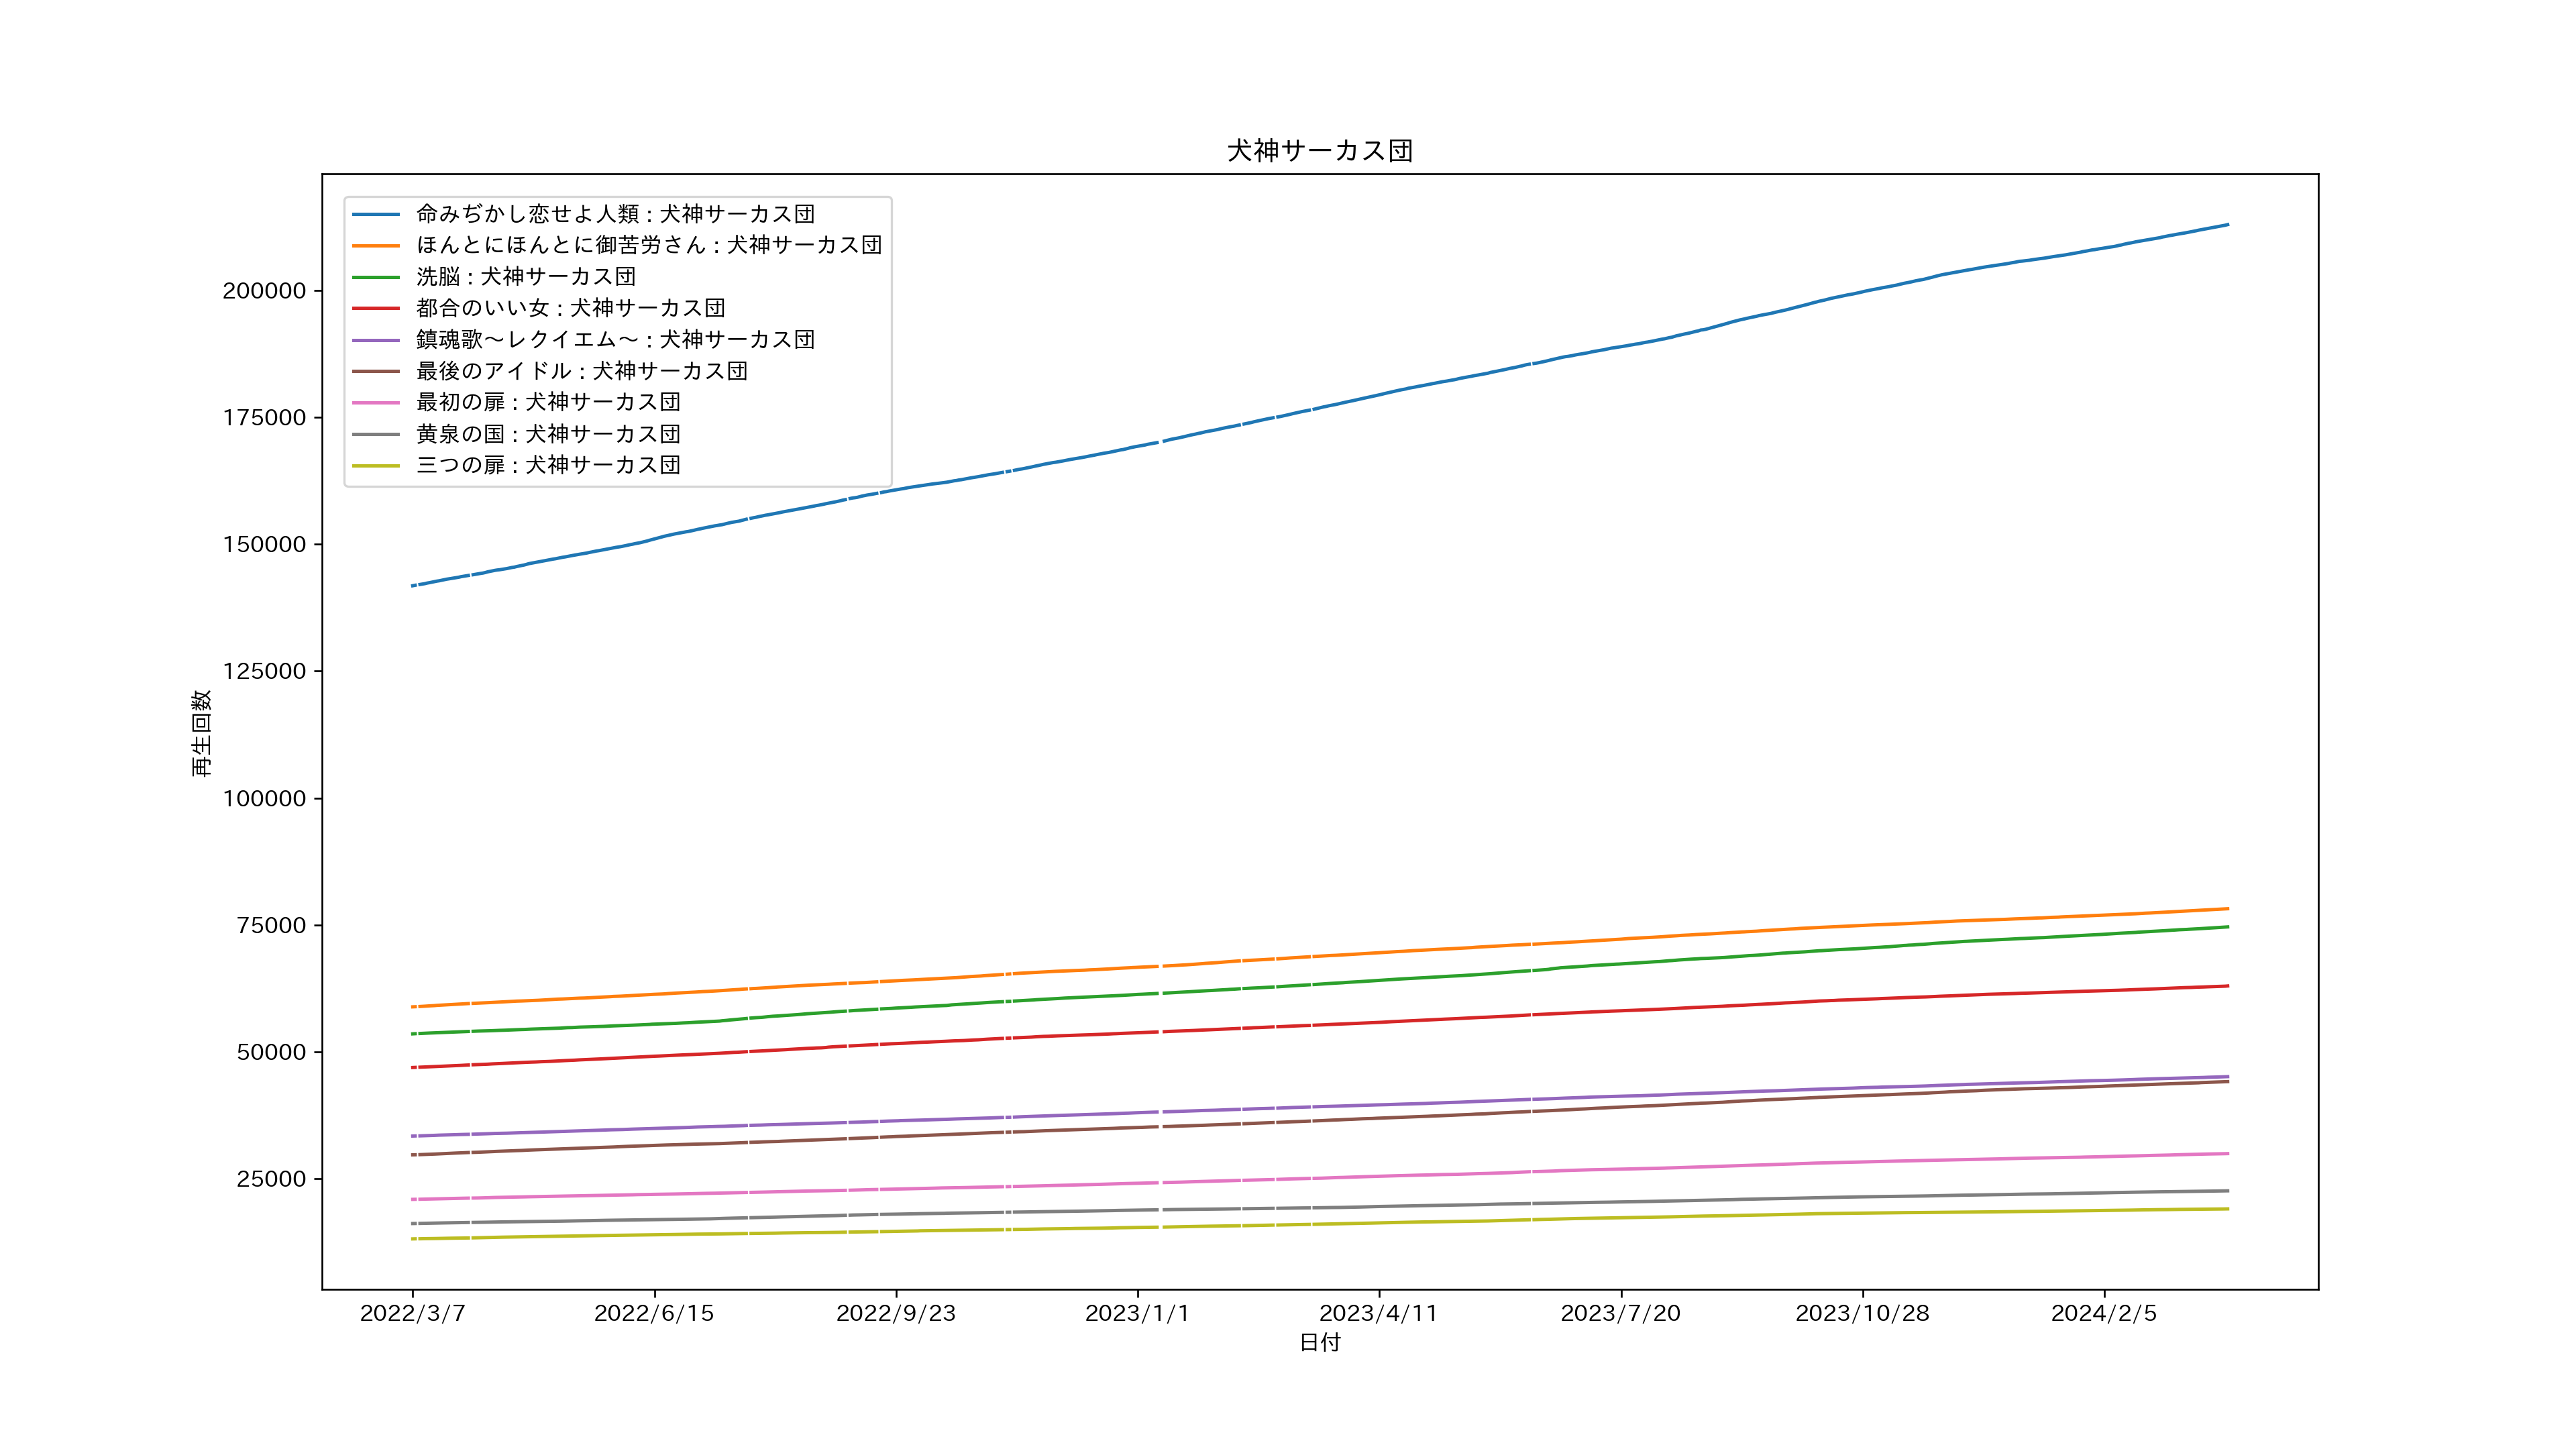 犬神サーカス団
命みぢかし恋せよ人類 : 犬神サーカス団
ほんとにほんとに御苦労さん : 犬神サーカス団
洗脳 : 犬神サーカス団
都合のいい女 : 犬神サーカス団
鎮魂歌〜レクイエム〜 : 犬神サーカス団
最後のアイドル : 犬神サーカス団
最初の扉 : 犬神サーカス団
黄泉の国 : 犬神サーカス団
三つの扉 : 犬神サーカス団
200000
175000
150000
125000
100000
75000
50000
25000
再生回数
2022/3/7
2022/6/15
2022/9/23
2023/1/1
2023/4/11
2023/7/20
2023/10/28
2024/2/5
日付